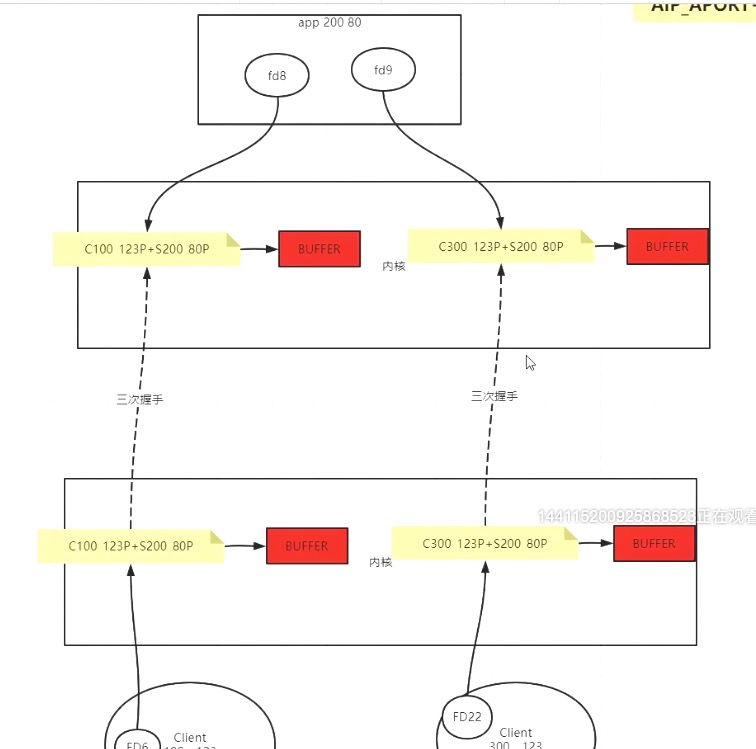 AIP_APORT
app 200 80
fd8
fd9
C100 123P+S200 80P
BUFFER
内核
C300 123P+S200 80P
BUFFER
三次握手
三次握手
144115200925868523正在观看
C100 123P+S200 80P
BUFFER
内核
C300 123P+S200 80P
BUFFER
FD22
Client
300 123
FD6
Client